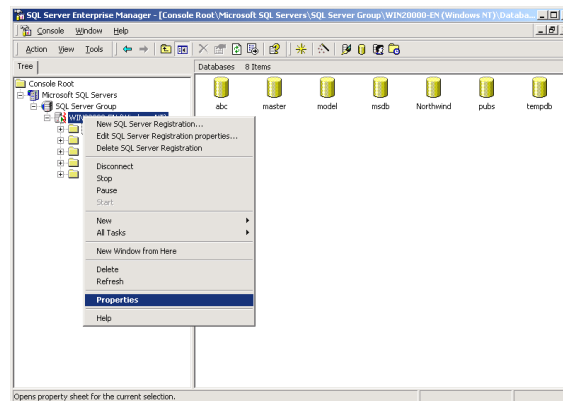 SQL Server Enterprise Manager - [Console Root\Microsoft SQL Servers\SQL Server Group\WIN20000-EN (Windows NT)\Databa...
Console Window Help
Action View Tools
Tree
Databases 8 Items
Console Root
Microsoft SQL Servers
SQL Server Group
abc master model msdb Northwind pubs tempdb
New SQL Server Registration...
Edit SQL Server Registration properties...
Delete SQL Server Registration
Disconnect
Stop
Pause
Start
New
All Tasks
New Window from Here
Delete
Refresh
Properties
Help
Opens property sheet for the current selection.